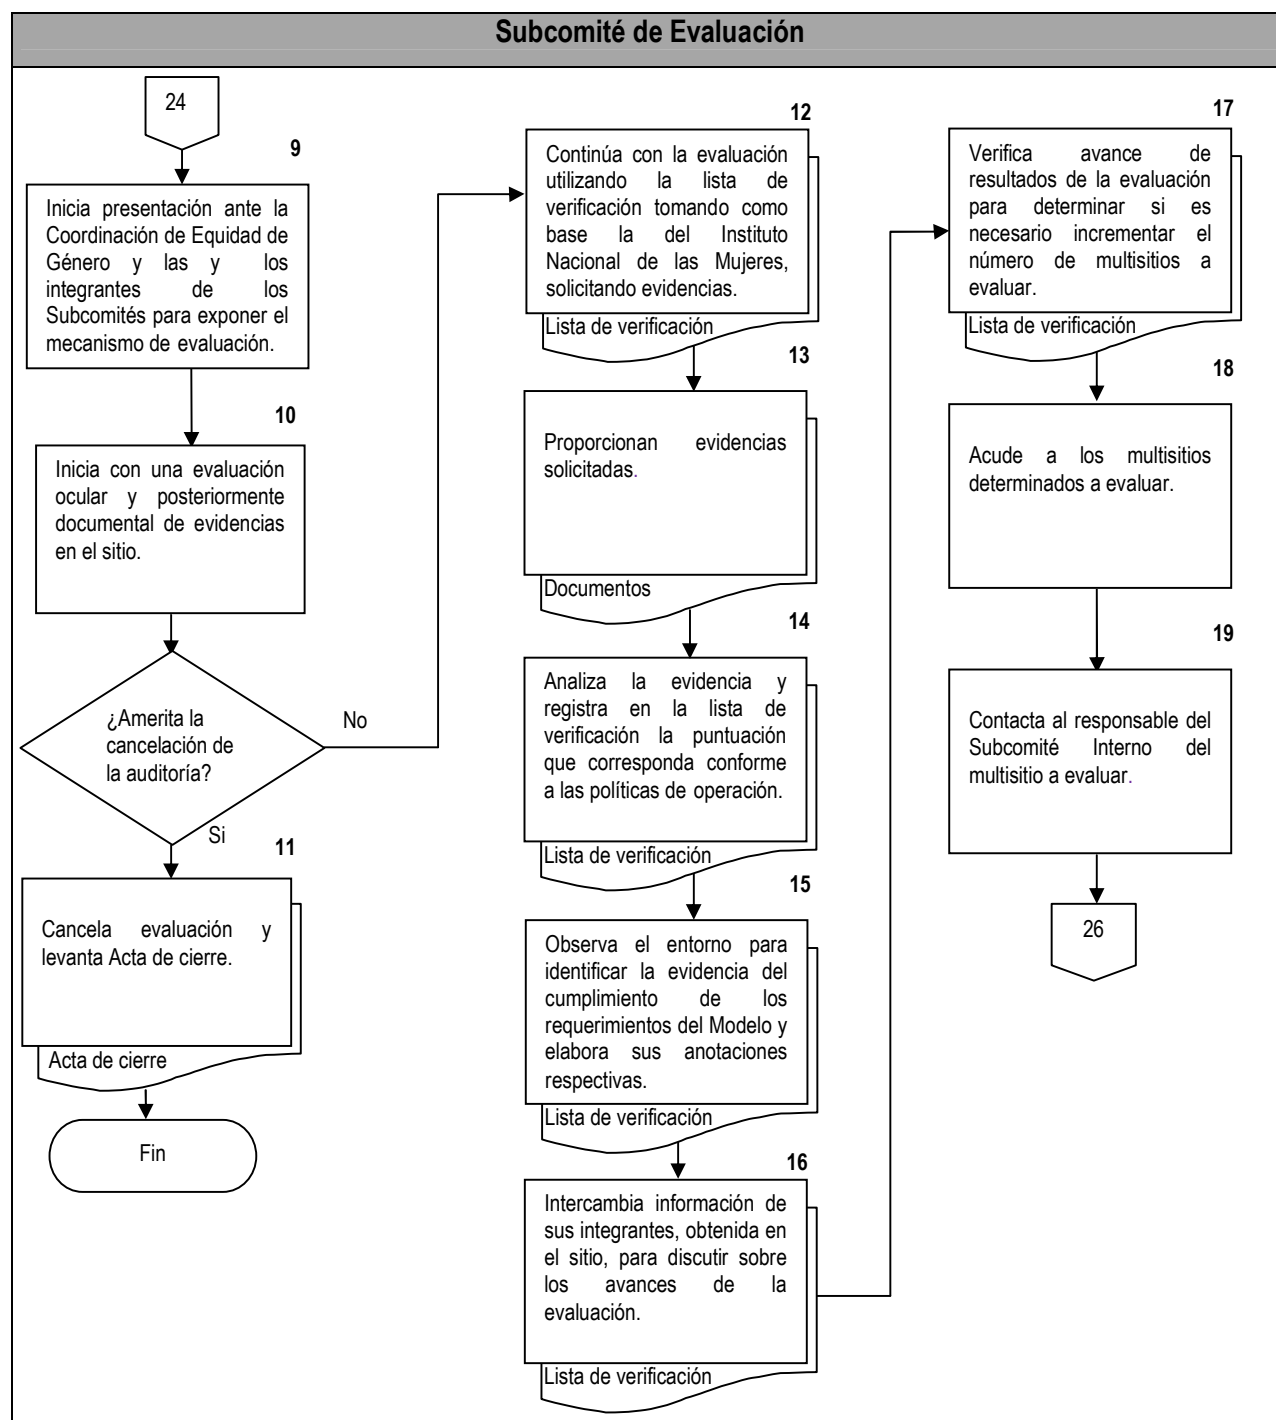 Subcomité de Evaluación
24
9
Inicia presentación ante la
Coordinación de Equidad de
Género y las y los
integrantes de los
Subcomités para exponer el
mecanismo de evaluación.
10
Inicia con una evaluación
ocular y posteriormente
documental de evidencias
en el sitio.
¿Amerita la
cancelación de
la auditoría?
No
Si
11
Cancela evaluación y
levanta Acta de cierre.
Acta de cierre
Fin
12
Continúa con la evaluación
utilizando la lista de
verificación tomando como
base la del Instituto
Nacional de las Mujeres,
solicitando evidencias.
Lista de verificación
13
Proporcionan evidencias
solicitadas.
Documentos
14
Analiza la evidencia y
registra en la lista de
verificación la puntuación
que corresponda conforme
a las políticas de operación.
Lista de verificación
15
Observa el entorno para
identificar la evidencia del
cumplimiento de los
requerimientos del Modelo y
elabora sus anotaciones
respectivas.
Lista de verificación
16
Intercambia información de
sus integrantes, obtenida en
el sitio, para discutir sobre
los avances de la
evaluación.
Lista de verificación
17
Verifica avance de
resultados de la evaluación
para determinar si es
necesario incrementar el
número de multisitios a
evaluar.
Lista de verificación
18
Acude a los multisitios
determinados a evaluar.
19
Contacta al responsable del
Subcomité Interno del
multisitio a evaluar.
26